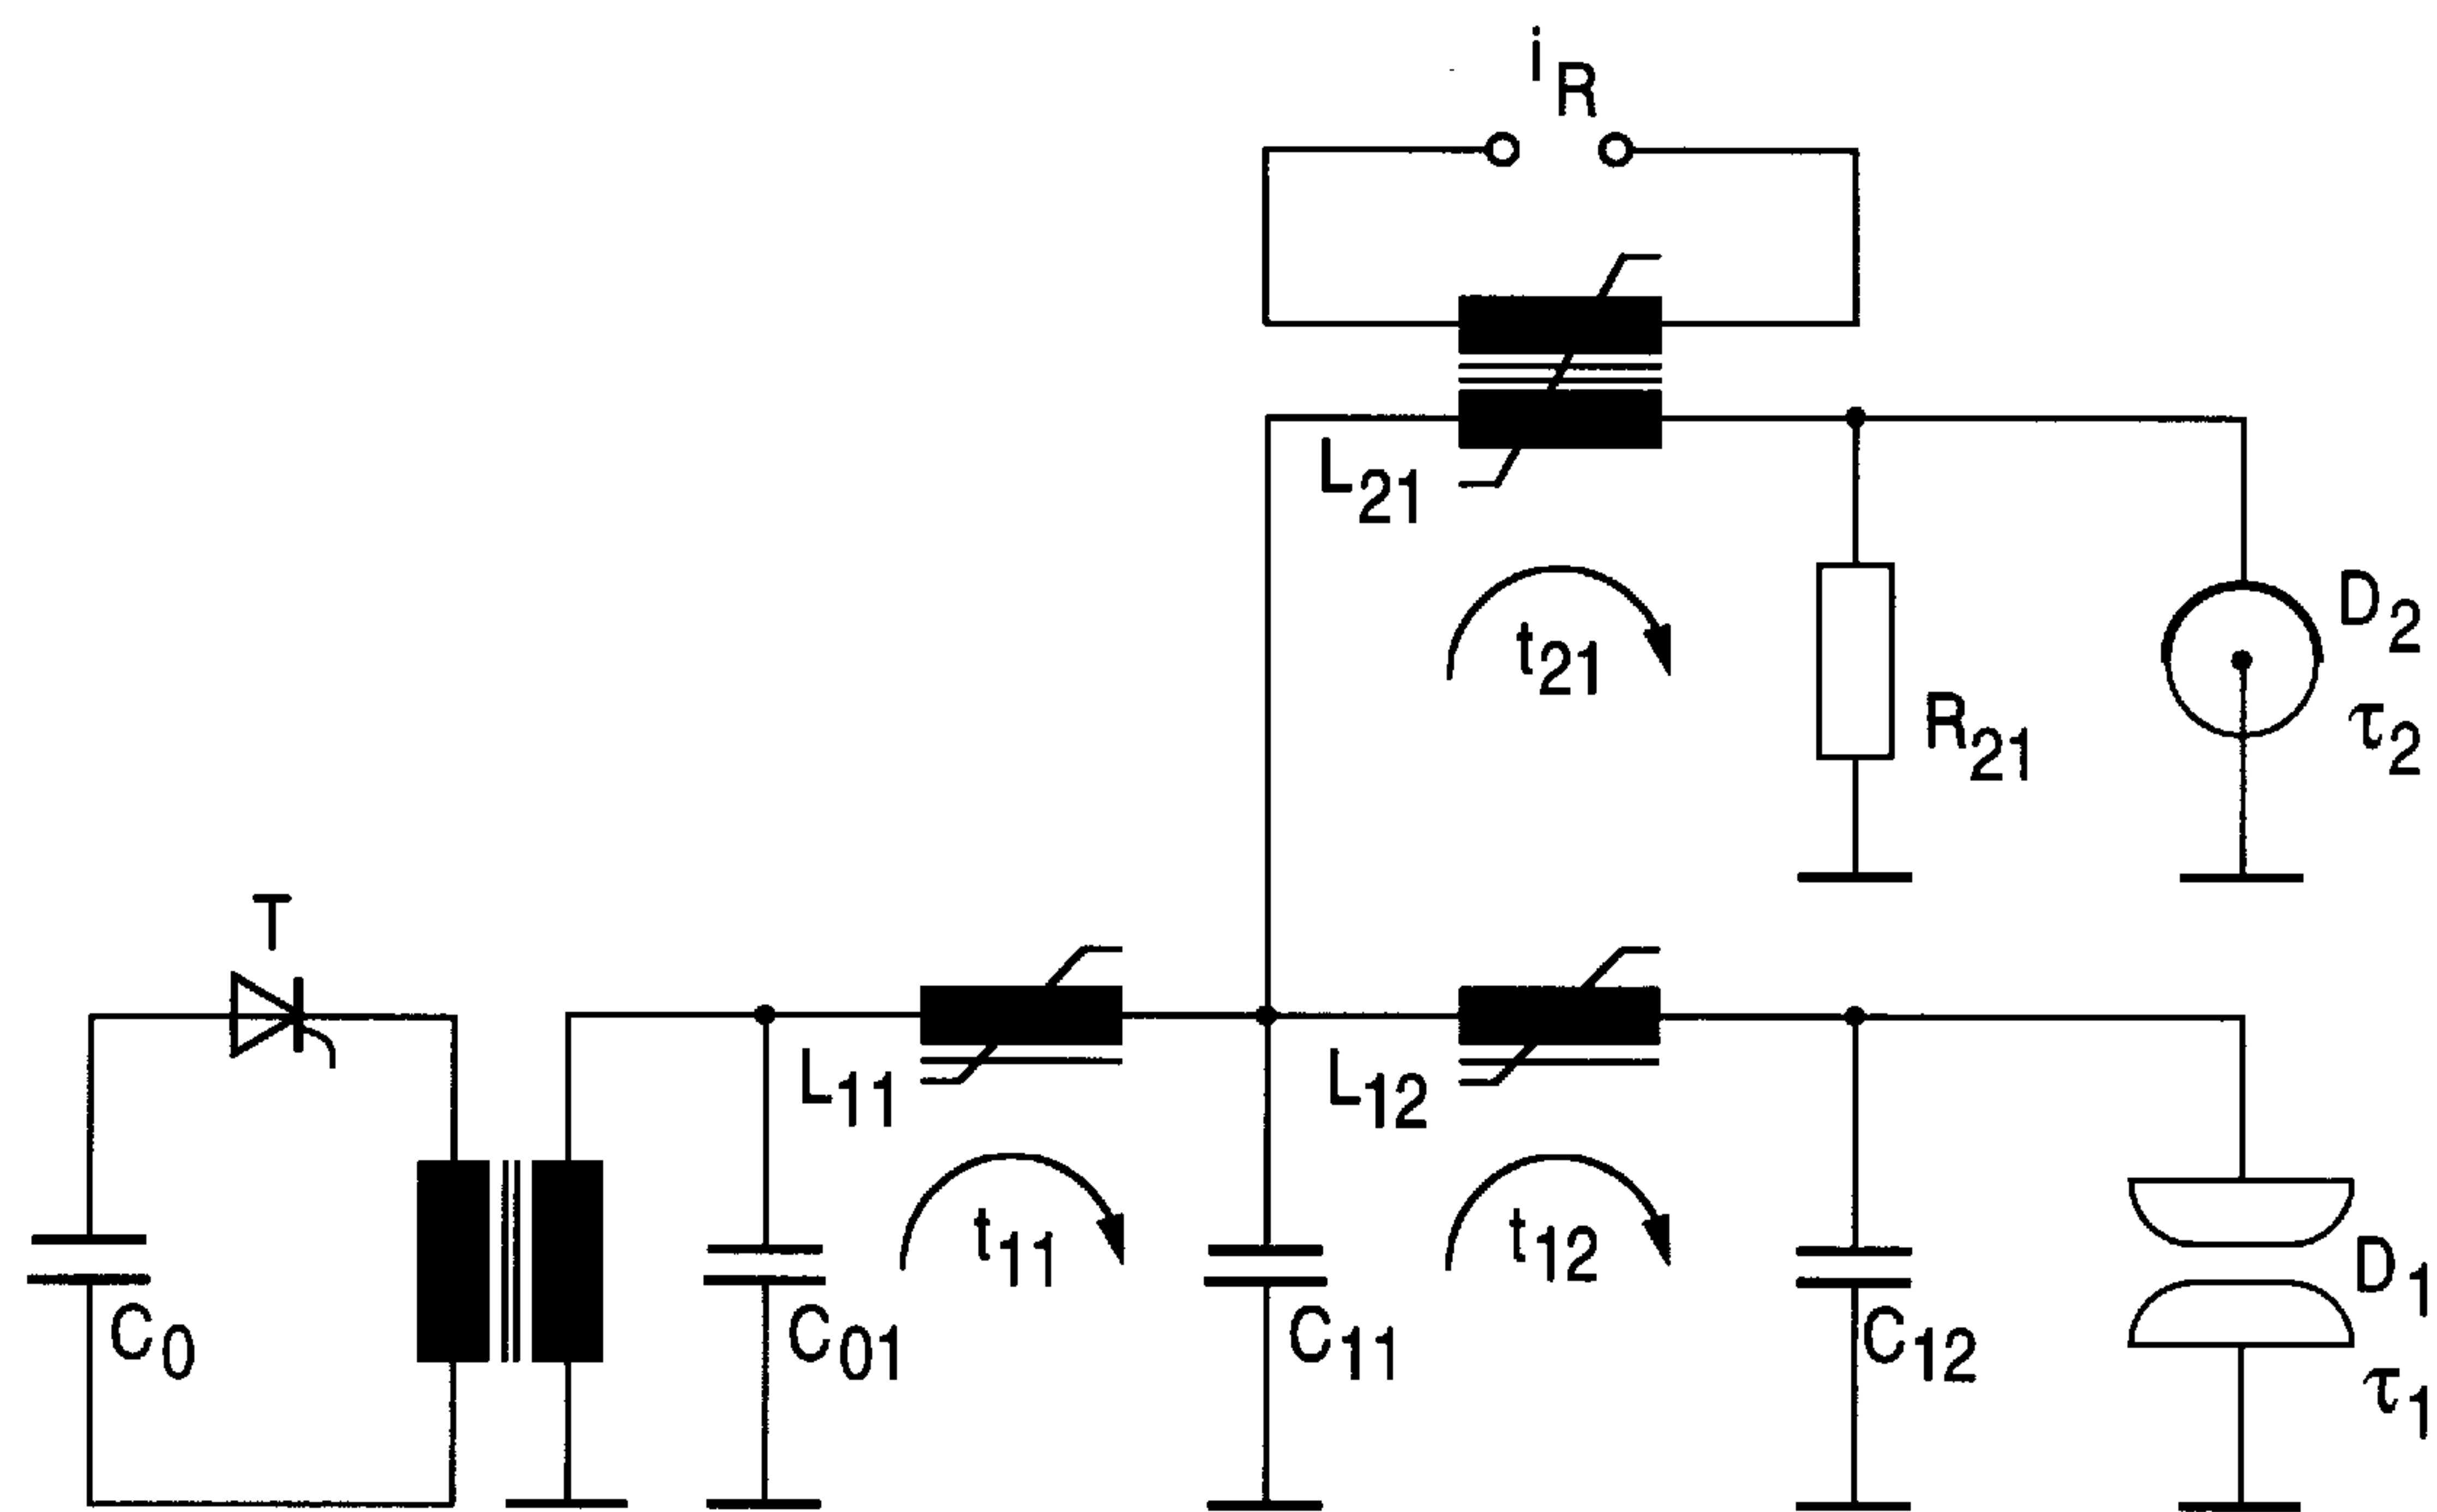 i_R
L_21
t_21
R_21
D_2
τ_2
T
L_11
L_12
t_11
t_12
C_0
C_01
C_11
C_12
D_1
τ_1